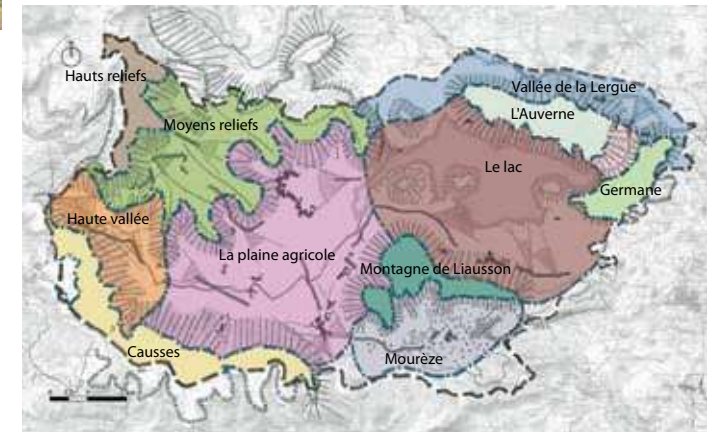 Hauts reliefs
Vallée de la Lergue
L'Auverne
Moyens reliefs
Le lac
Germane
Haute vallée
La plaine agricole
Montagne de Liausson
Causses
Mourèze